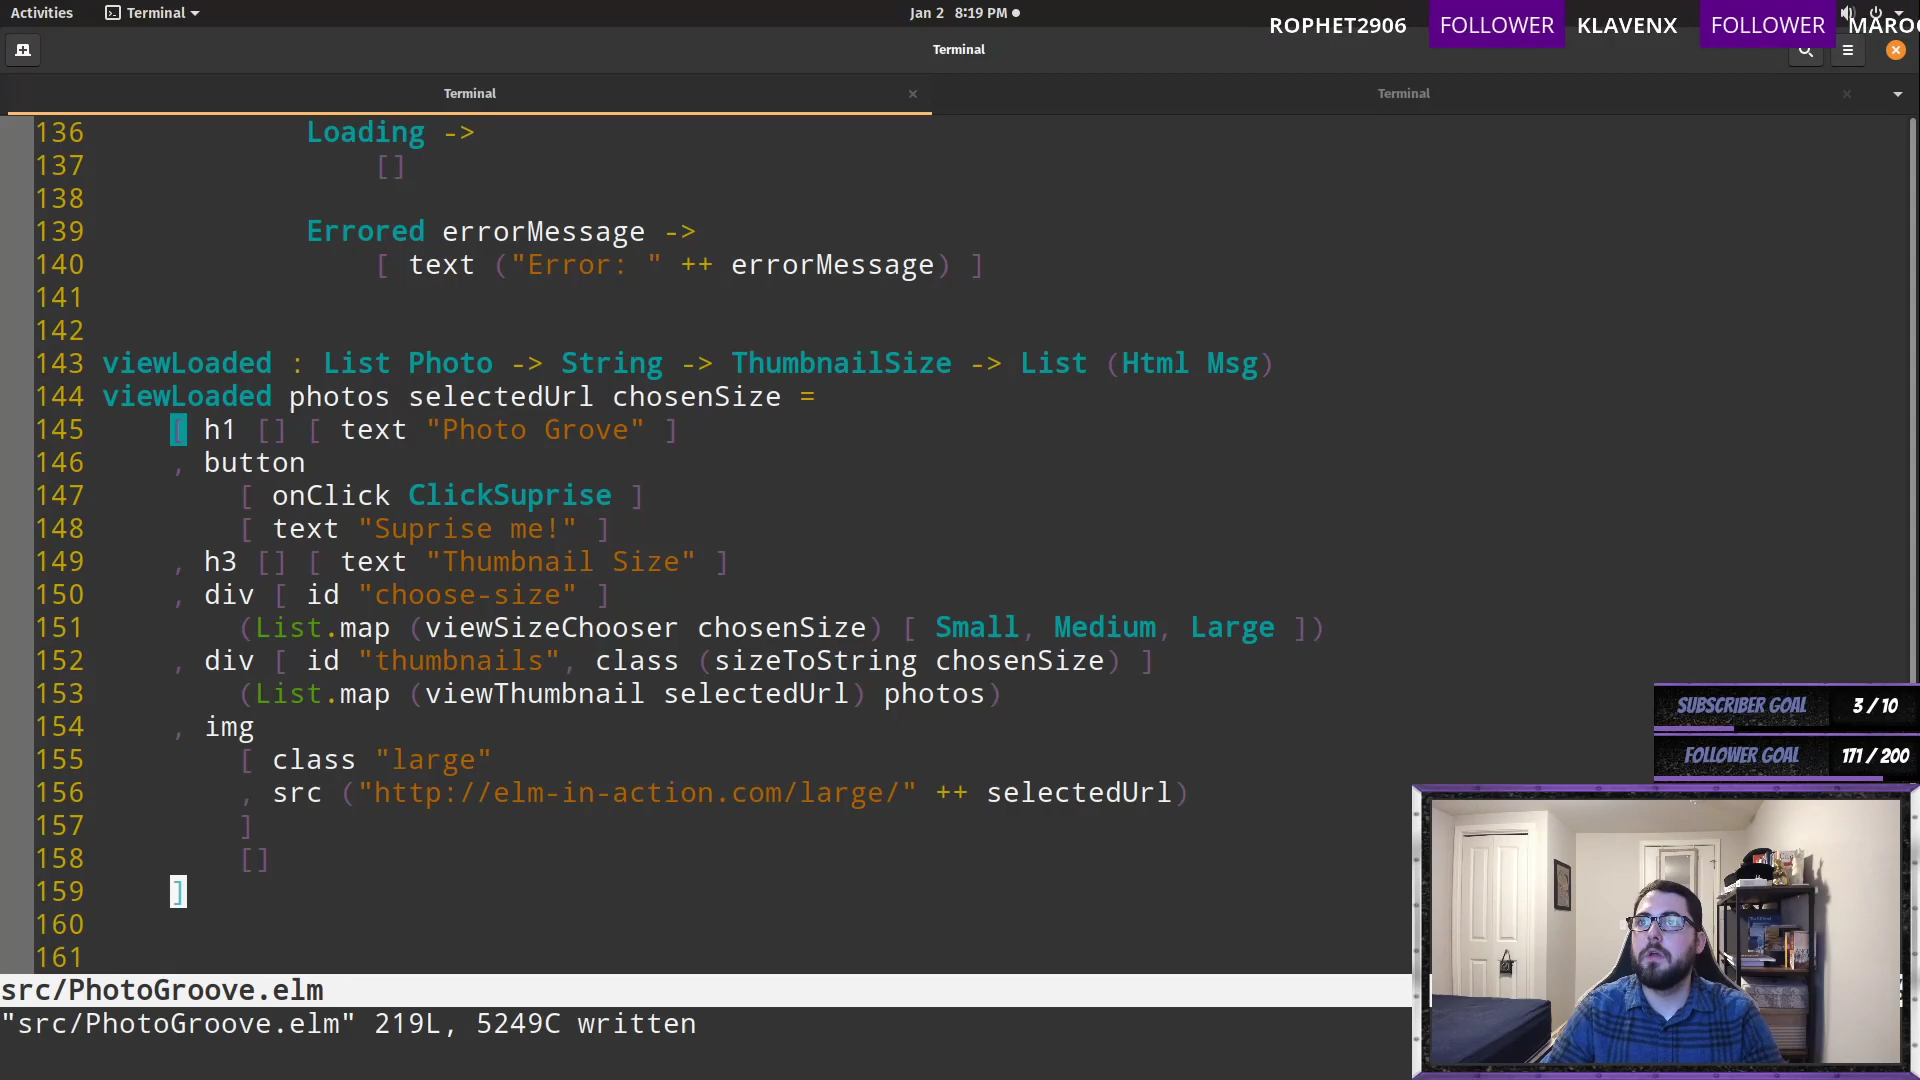 Activities
Terminal
Jan 2 8:19 PM
ROPHET2906 FOLLOWER KLAVENX FOLLOWER MARO
Terminal
Terminal
Terminal
136 Loading ->
137 []
138
139 Errored errorMessage ->
140 [ text ("Error: " ++ errorMessage) ]
141
142
143 viewLoaded : List Photo -> String -> ThumbnailSize -> List (Html Msg)
144 viewLoaded photos selectedUrl chosenSize =
145 [ h1 [] [ text "Photo Grove" ]
146 , button
147 [ onClick ClickSuprise ]
148 [ text "Suprise me!" ]
149 , h3 [] [ text "Thumbnail Size" ]
150 , div [ id "choose-size" ]
151 (List.map (viewSizeChooser chosenSize) [ Small, Medium, Large ])
152 , div [ id "thumbnails", class (sizeToString chosenSize) ]
153 (List.map (viewThumbnail selectedUrl) photos)
154 , img
155 [ class "large"
156 , src ("http://elm-in-action.com/large/" ++ selectedUrl)
157 ]
158 []
159 ]
160
161
SUBSCRIBER GOAL 3 / 10
FOLLOWER GOAL 171 / 200
src/PhotoGroove.elm
"src/PhotoGroove.elm" 219L, 5249C written